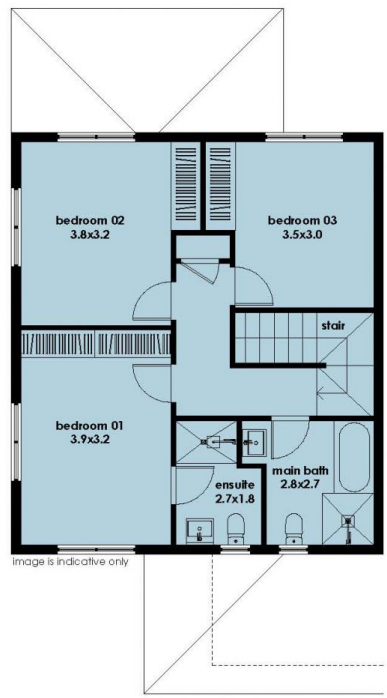 bedroom 02
3.8x3.2
bedroom 03
3.5x3.0
stair
bedroom 01
3.9x3.2
ensuite
2.7x1.8
main bath
2.8x2.7
image is indicative only